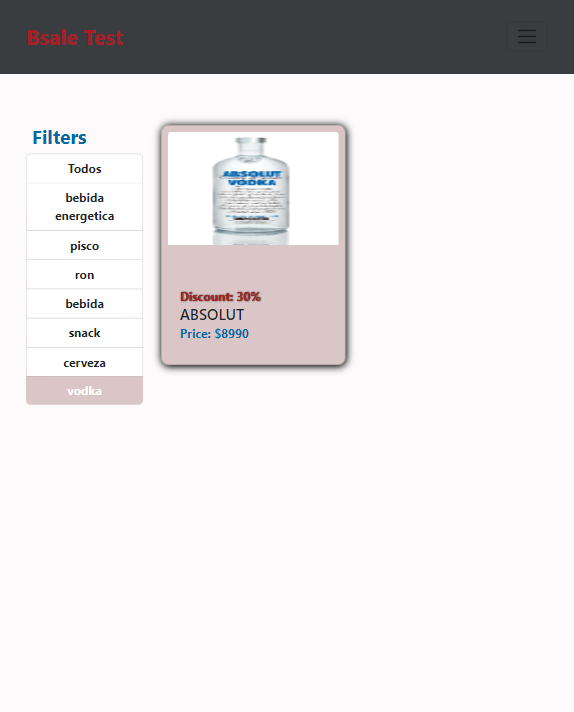 Bsale Test
Filters
Todos
bebida
energetica
pisco
ron
bebida
snack
cerveza
vodka
ABSOLUT
VODKA
Discount: 30%
ABSOLUT
Price: $8990